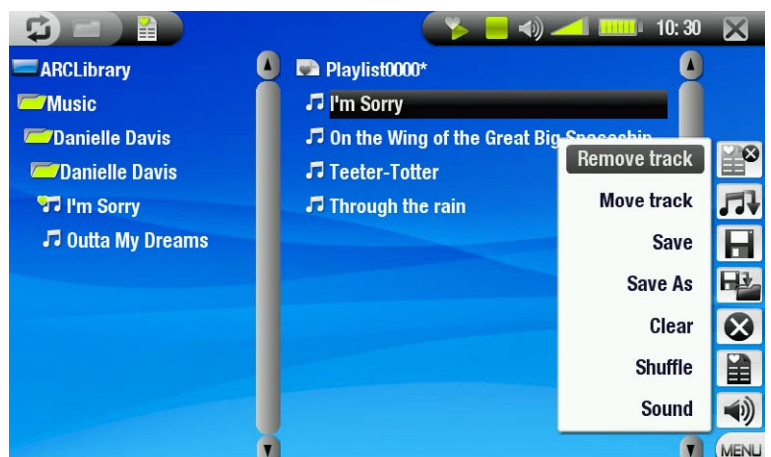 10:30
ARCLibrary
Music
Danielle Davis
Danielle Davis
I'm Sorry
Outta My Dreams
Playlist0000*
I'm Sorry
On the Wing of the Great Big Spaceship
Teeter-Totter
Through the rain
Remove track
Move track
Save
Save As
Clear
Shuffle
Sound
MENU